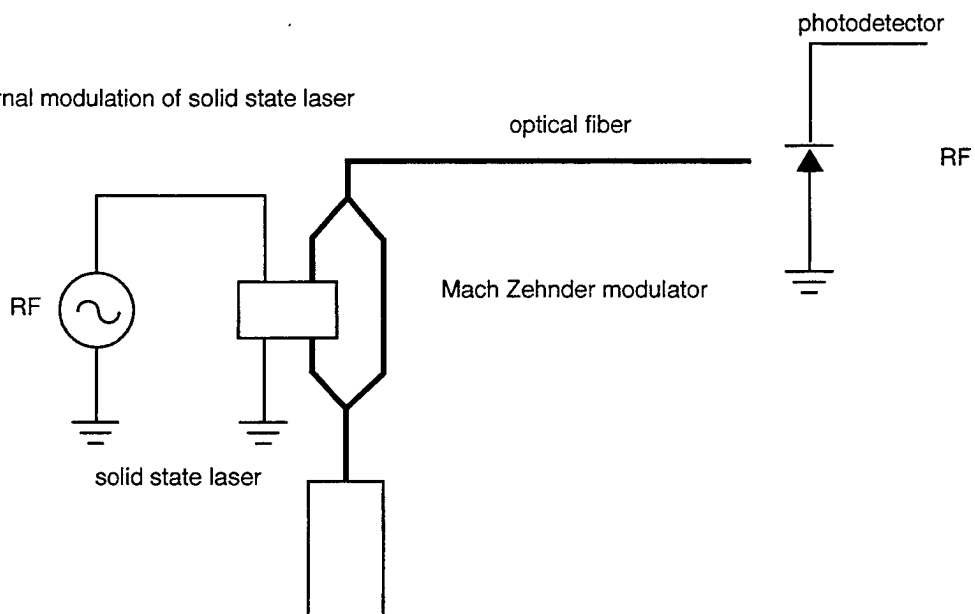 photodetector
rnal modulation of solid state laser
optical fiber
RF
Mach Zehnder modulator
RF
solid state laser